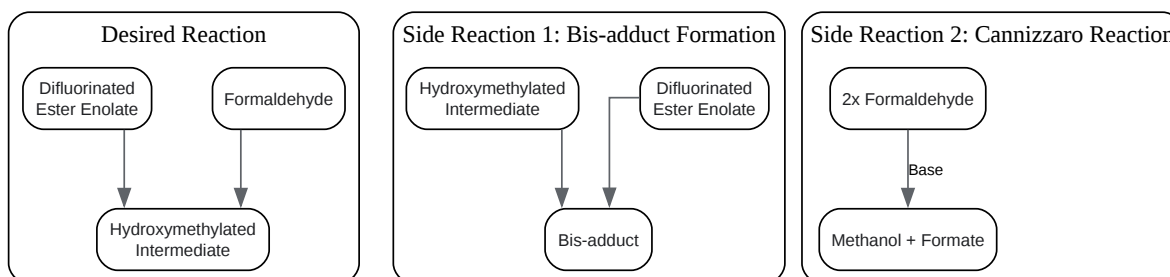 Desired Reaction
Difluorinated
Ester Enolate
Formaldehyde
Hydroxymethylated
Intermediate
Side Reaction 1: Bis-adduct Formation
Hydroxymethylated
Intermediate
Difluorinated
Ester Enolate
Bis-adduct
Side Reaction 2: Cannizzaro Reaction
2x Formaldehyde
Base
Methanol + Formate